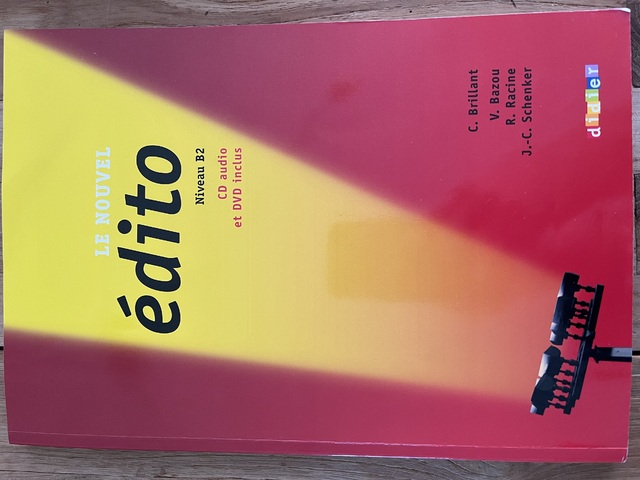 LE NOUVEL
édito
Niveau B2
CD audio
et DVD inclus
C. Brillant
V. Bazou
R. Racine
J.-C. Schenker
didier